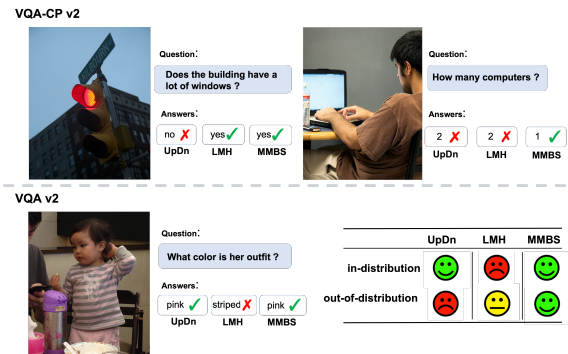 VQA-CP v2
Question:
Does the building have a
lot of windows ?
Answers:
no ✗ yes ✓ yes ✓
UpDn LMH MMBS
Question:
How many computers ?
Answers:
2 ✗ 2 ✗ 1 ✓
UpDn LMH MMBS
VQA v2
Question:
What color is her outfit ?
Answers:
pink ✓ striped ✗ pink ✓
UpDn LMH MMBS
UpDn LMH MMBS
in-distribution
out-of-distribution